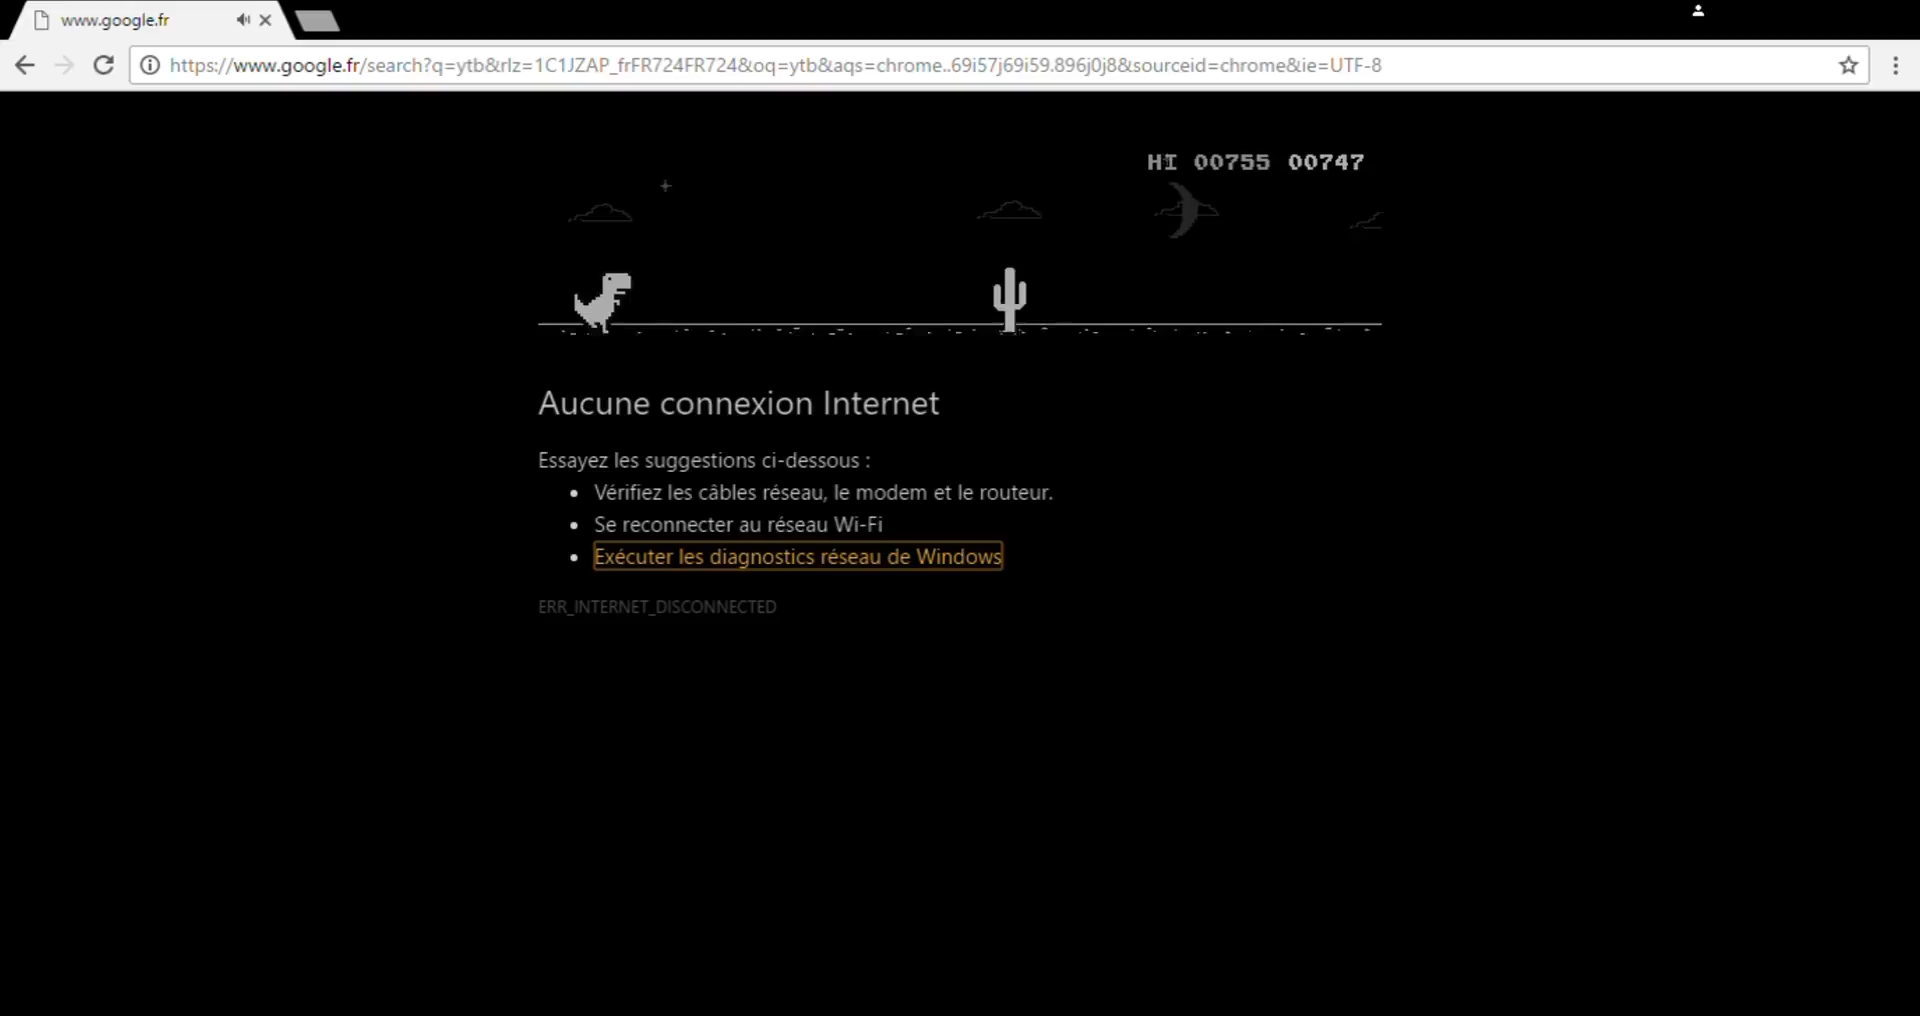 www.google.fr
https://www.google.fr/search?q=ytb&rlz=1C1JZAP_frFR724FR724&oq=ytb&aqs=chrome..69i57j69i59.896j0j8&sourceid=chrome&ie=UTF-8
HI 00755 00747
Aucune connexion Internet
Essayez les suggestions ci-dessous :
Vérifiez les câbles réseau, le modem et le routeur.
Se reconnecter au réseau Wi-Fi
Exécuter les diagnostics réseau de Windows
ERR_INTERNET_DISCONNECTED